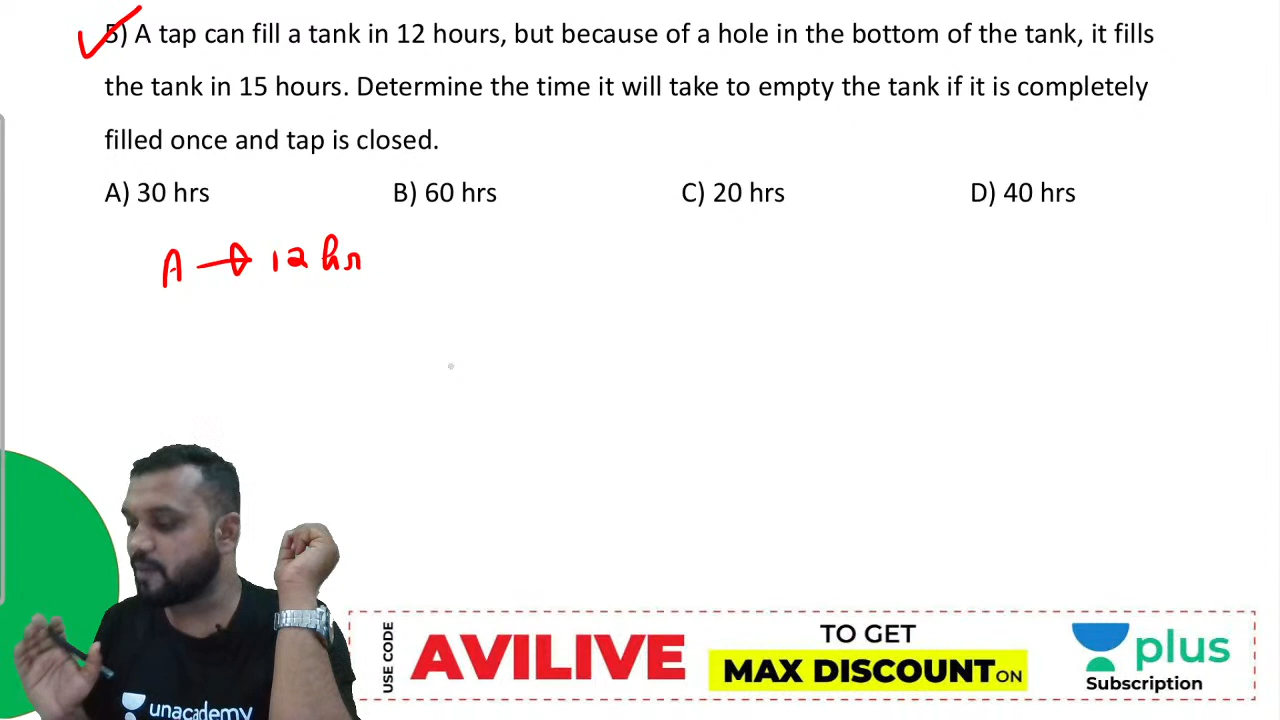 5) A tap can fill a tank in 12 hours, but because of a hole in the bottom of the tank, it fills
the tank in 15 hours. Determine the time it will take to empty the tank if it is completely
filled once and tap is closed.
A) 30 hrs B) 60 hrs C) 20 hrs D) 40 hrs
A → 12 hr
unacademy
USE CODE
AVILIVE
TO GET
MAX DISCOUNT ON
plus
Subscription